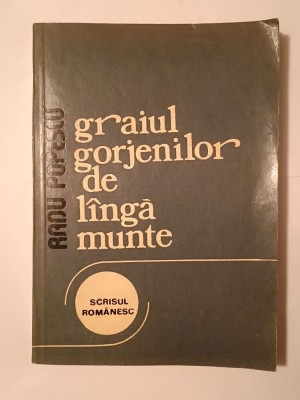 RADU POPESCU
graiul
gorjenilor
de
lîngă
munte
SCRISUL
ROMÂNESC